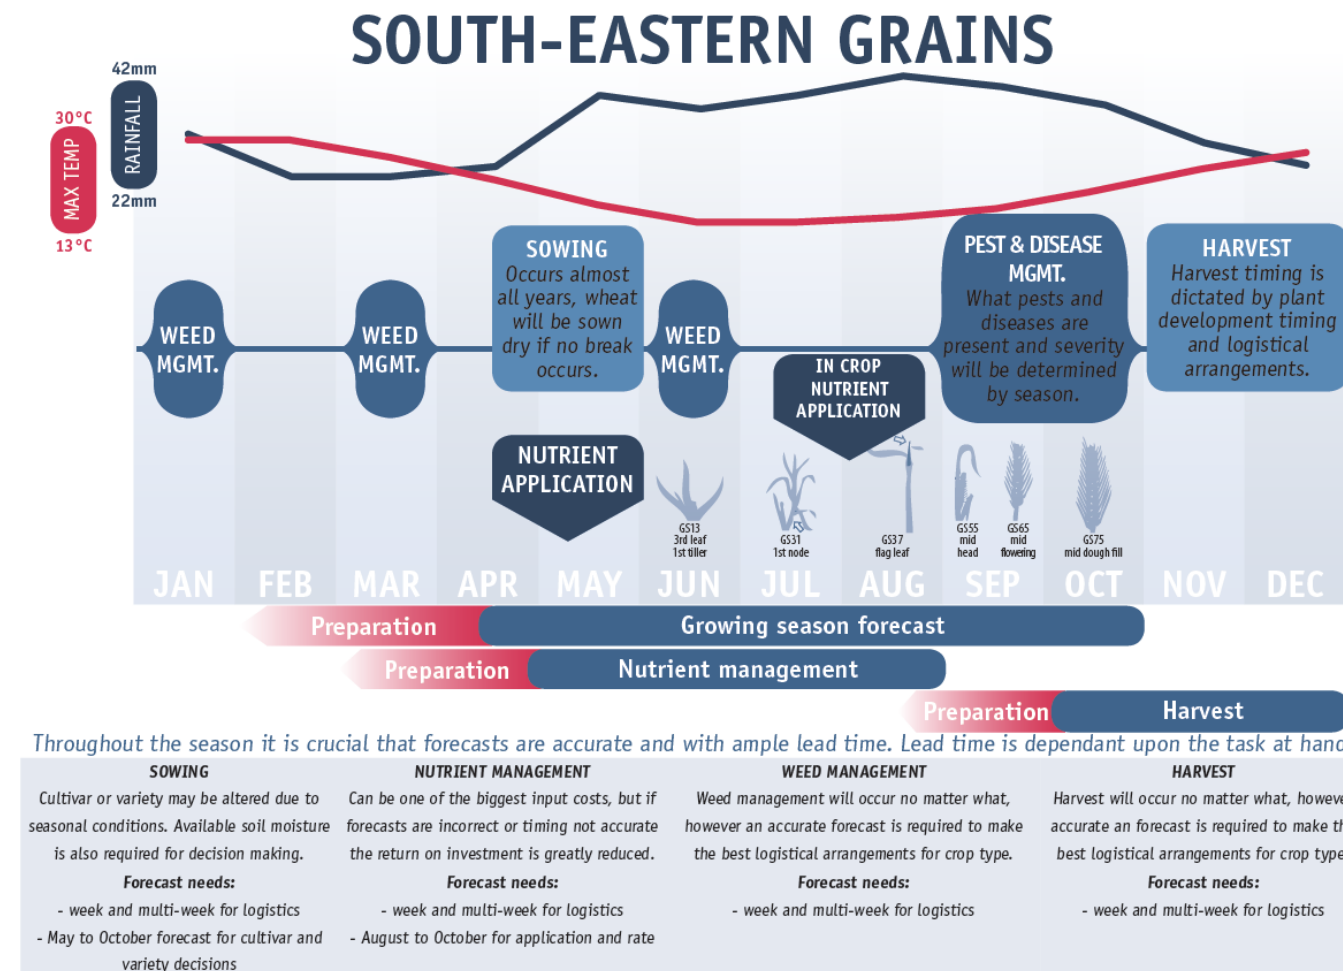 SOUTH-EASTERN GRAINS
42mm
RAINFALL
22mm
30°C
MAX TEMP
13°C
WEED
MGMT.
WEED
MGMT.
SOWING
Occurs almost
all years, wheat
will be sown
dry if no break
occurs.
WEED
MGMT.
IN CROP
NUTRIENT
APPLICATION
PEST & DISEASE
MGMT.
What pests and
diseases are
present and severity
will be determined
by season.
HARVEST
Harvest timing is
dictated by plant
development timing
and logistical
arrangements.
NUTRIENT
APPLICATION
GS13
3rd leaf
1st tiller
GS31
1st node
GS37
flag leaf
GS55
mid
head
GS65
mid
flowering
GS75
mid dough fill
JAN FEB MAR APR MAY JUN JUL AUG SEP OCT NOV DEC
Preparation Growing season forecast
Preparation Nutrient management
Preparation Harvest
Throughout the season it is crucial that forecasts are accurate and with ample lead time. Lead time is dependant upon the task at hand
SOWING
Cultivar or variety may be altered due to
seasonal conditions. Available soil moisture
is also required for decision making.
Forecast needs:
- week and multi-week for logistics
- May to October forecast for cultivar and
variety decisions
NUTRIENT MANAGEMENT
Can be one of the biggest input costs, but if
forecasts are incorrect or timing not accurate
the return on investment is greatly reduced.
Forecast needs:
- week and multi-week for logistics
- August to October for application and rate
WEED MANAGEMENT
Weed management will occur no matter what,
however an accurate forecast is required to make
the best logistical arrangements for crop type.
Forecast needs:
- week and multi-week for logistics
HARVEST
Harvest will occur no matter what, howeve
accurate an forecast is required to make th
best logistical arrangements for crop type
Forecast needs:
- week and multi-week for logistics